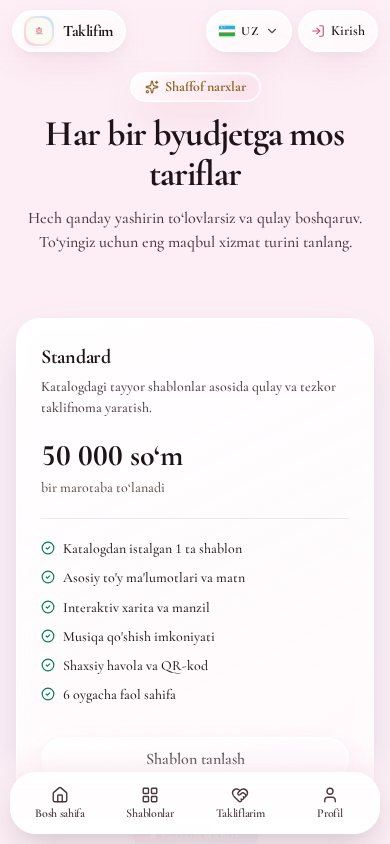 Taklifim
UZ
Kirish
Shaffof narxlar
Har bir byudjetga mos
tariflar
Hech qanday yashirin to‘lovlarsiz va qulay boshqaruv.
To‘yingiz uchun eng maqbul xizmat turini tanlang.
Standard
Katalogdagi tayyor shablonlar asosida qulay va tezkor
taklifnoma yaratish.
50 000 so‘m
bir marotaba to‘lanadi
Katalogdan istalgan 1 ta shablon
Asosiy to'y ma'lumotlari va matn
Interaktiv xarita va manzil
Musiqa qo'shish imkoniyati
Shaxsiy havola va QR-kod
6 oygacha faol sahifa
Shablon tanlash
Bosh sahifa
Shablonlar
Takliflarim
Profil